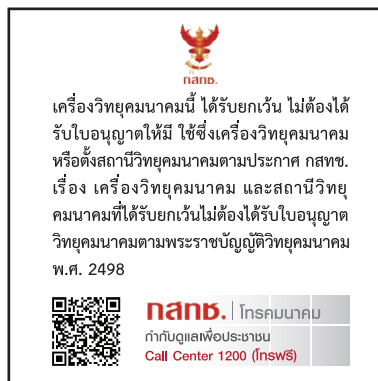 กสทช.
เครื่องวิทยุคมนาคมนี้ ได้รับยกเว้น ไม่ต้องได้
รับใบอนุญาตให้มี ใช้ซึ่งเครื่องวิทยุคมนาคม
หรือตั้งสถานีวิทยุคมนาคมตามประกาศ กสทช.
เรื่อง เครื่องวิทยุคมนาคม และสถานีวิทยุ
คมนาคมที่ได้รับยกเว้นไม่ต้องได้รับใบอนุญาต
วิทยุคมนาคมตามพระราชบัญญัติวิทยุคมนาคม
พ.ศ. 2498
กสทช. | โทรคมนาคม
กำกับดูแลเพื่อประชาชน
Call Center 1200 (โทรฟรี)